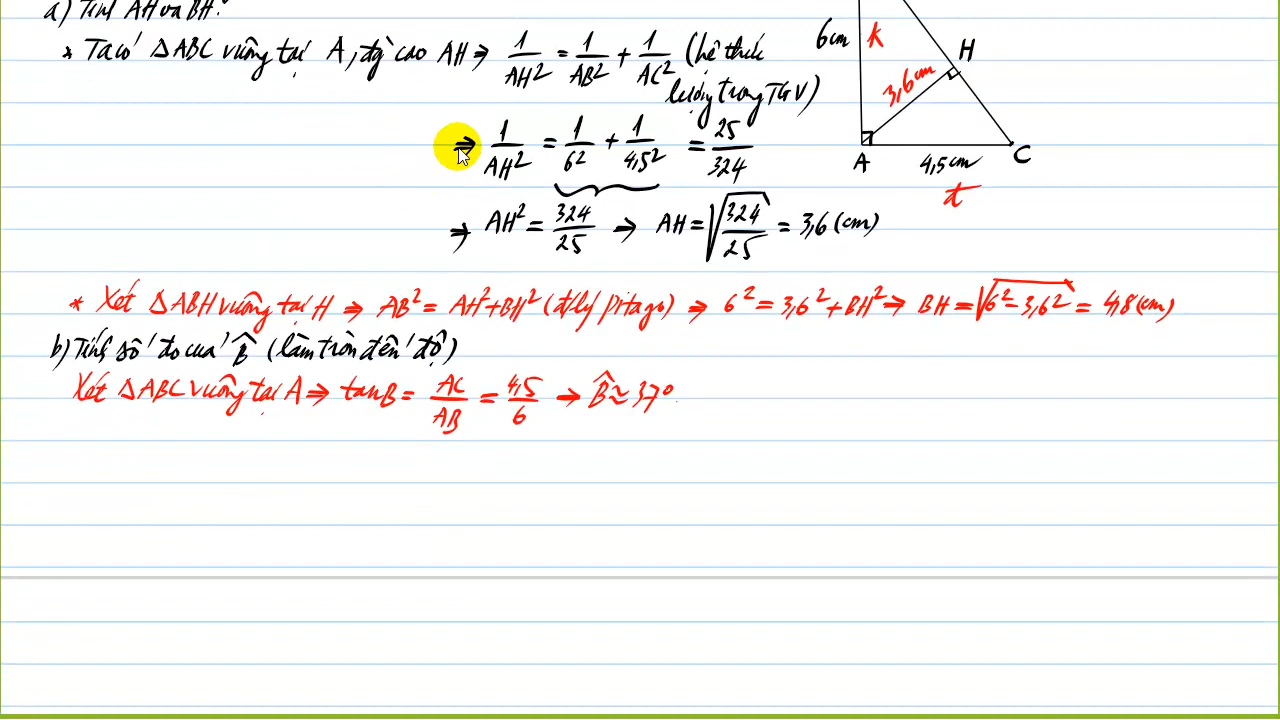 a) Tính AH và BH?
* Ta có ΔABC vuông tại A, đg cao AH ⇒ 1/AH² = 1/AB² + 1/AC² (hệ thức
lượng trong TGV)
⇒ 1/AH² = 1/6² + 1/4,5² = 25/324
⇒ AH² = 324/25 ⇒ AH = √(324/25) = 3,6 (cm)
* Xét ΔABH vuông tại H ⇒ AB² = AH² + BH² (đ/lý pitago) ⇒ 6² = 3,6² + BH² ⇒ BH = √(6² - 3,6²) = 4,8 (cm)
b) Tính số đo của B̂ (làm tròn đến độ)
Xét ΔABC vuông tại A ⇒ tanB = AC/AB = 4,5/6 ⇒ B̂ ≈ 37°.
6cm k
H
3,6cm
A 4,5cm C
đ